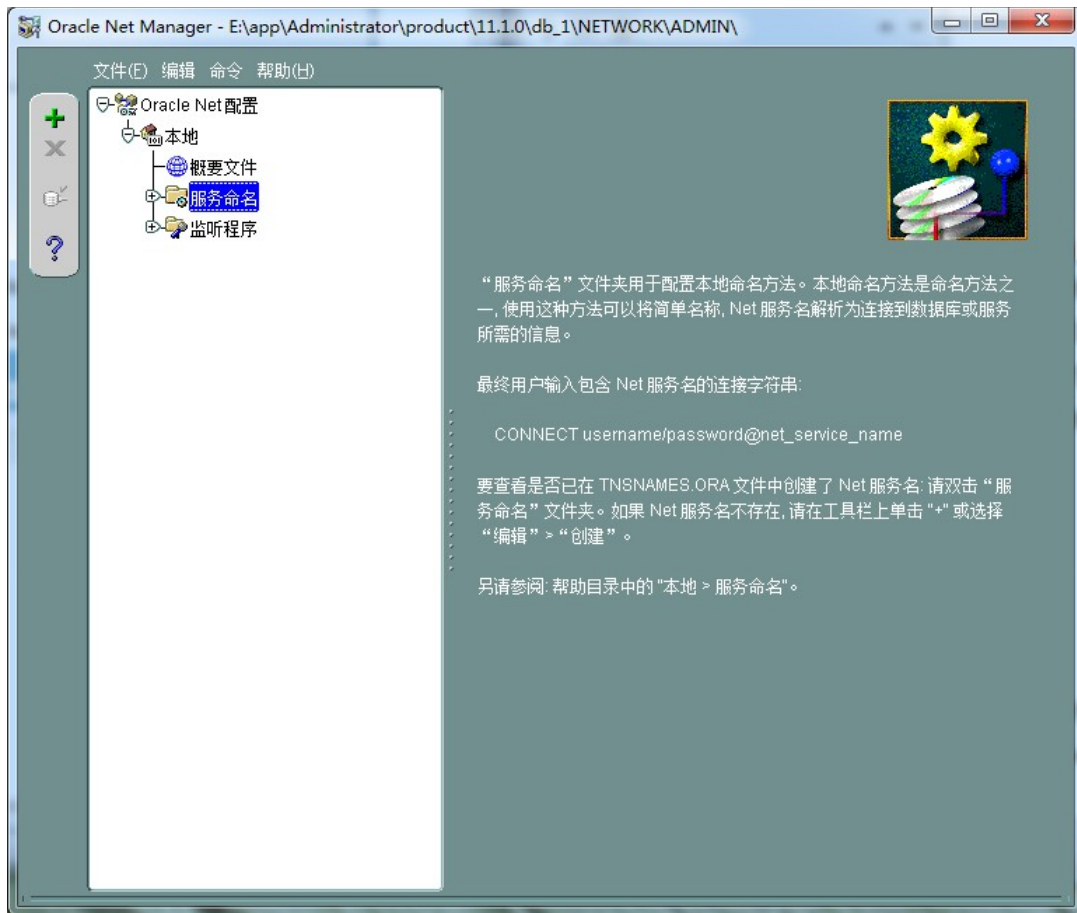 Oracle Net Manager - E:\app\Administrator\product\11.1.0\db_1\NETWORK\ADMIN\
文件(F) 编辑 命令 帮助(H)
Oracle Net 配置
本地
概要文件
服务命名
监听程序
“服务命名”文件夹用于配置本地命名方法。本地命名方法是命名方法之
一, 使用这种方法可以将简单名称, Net 服务名解析为连接到数据库或服务
所需的信息。
最终用户输入包含 Net 服务名的连接字符串:
CONNECT username/password@net_service_name
要查看是否已在 TNSNAMES.ORA 文件中创建了 Net 服务名: 请双击“服
务命名”文件夹。如果 Net 服务名不存在, 请在工具栏上单击 "+" 或选择
“编辑” > “创建”。
另请参阅: 帮助目录中的 "本地 > 服务命名"。